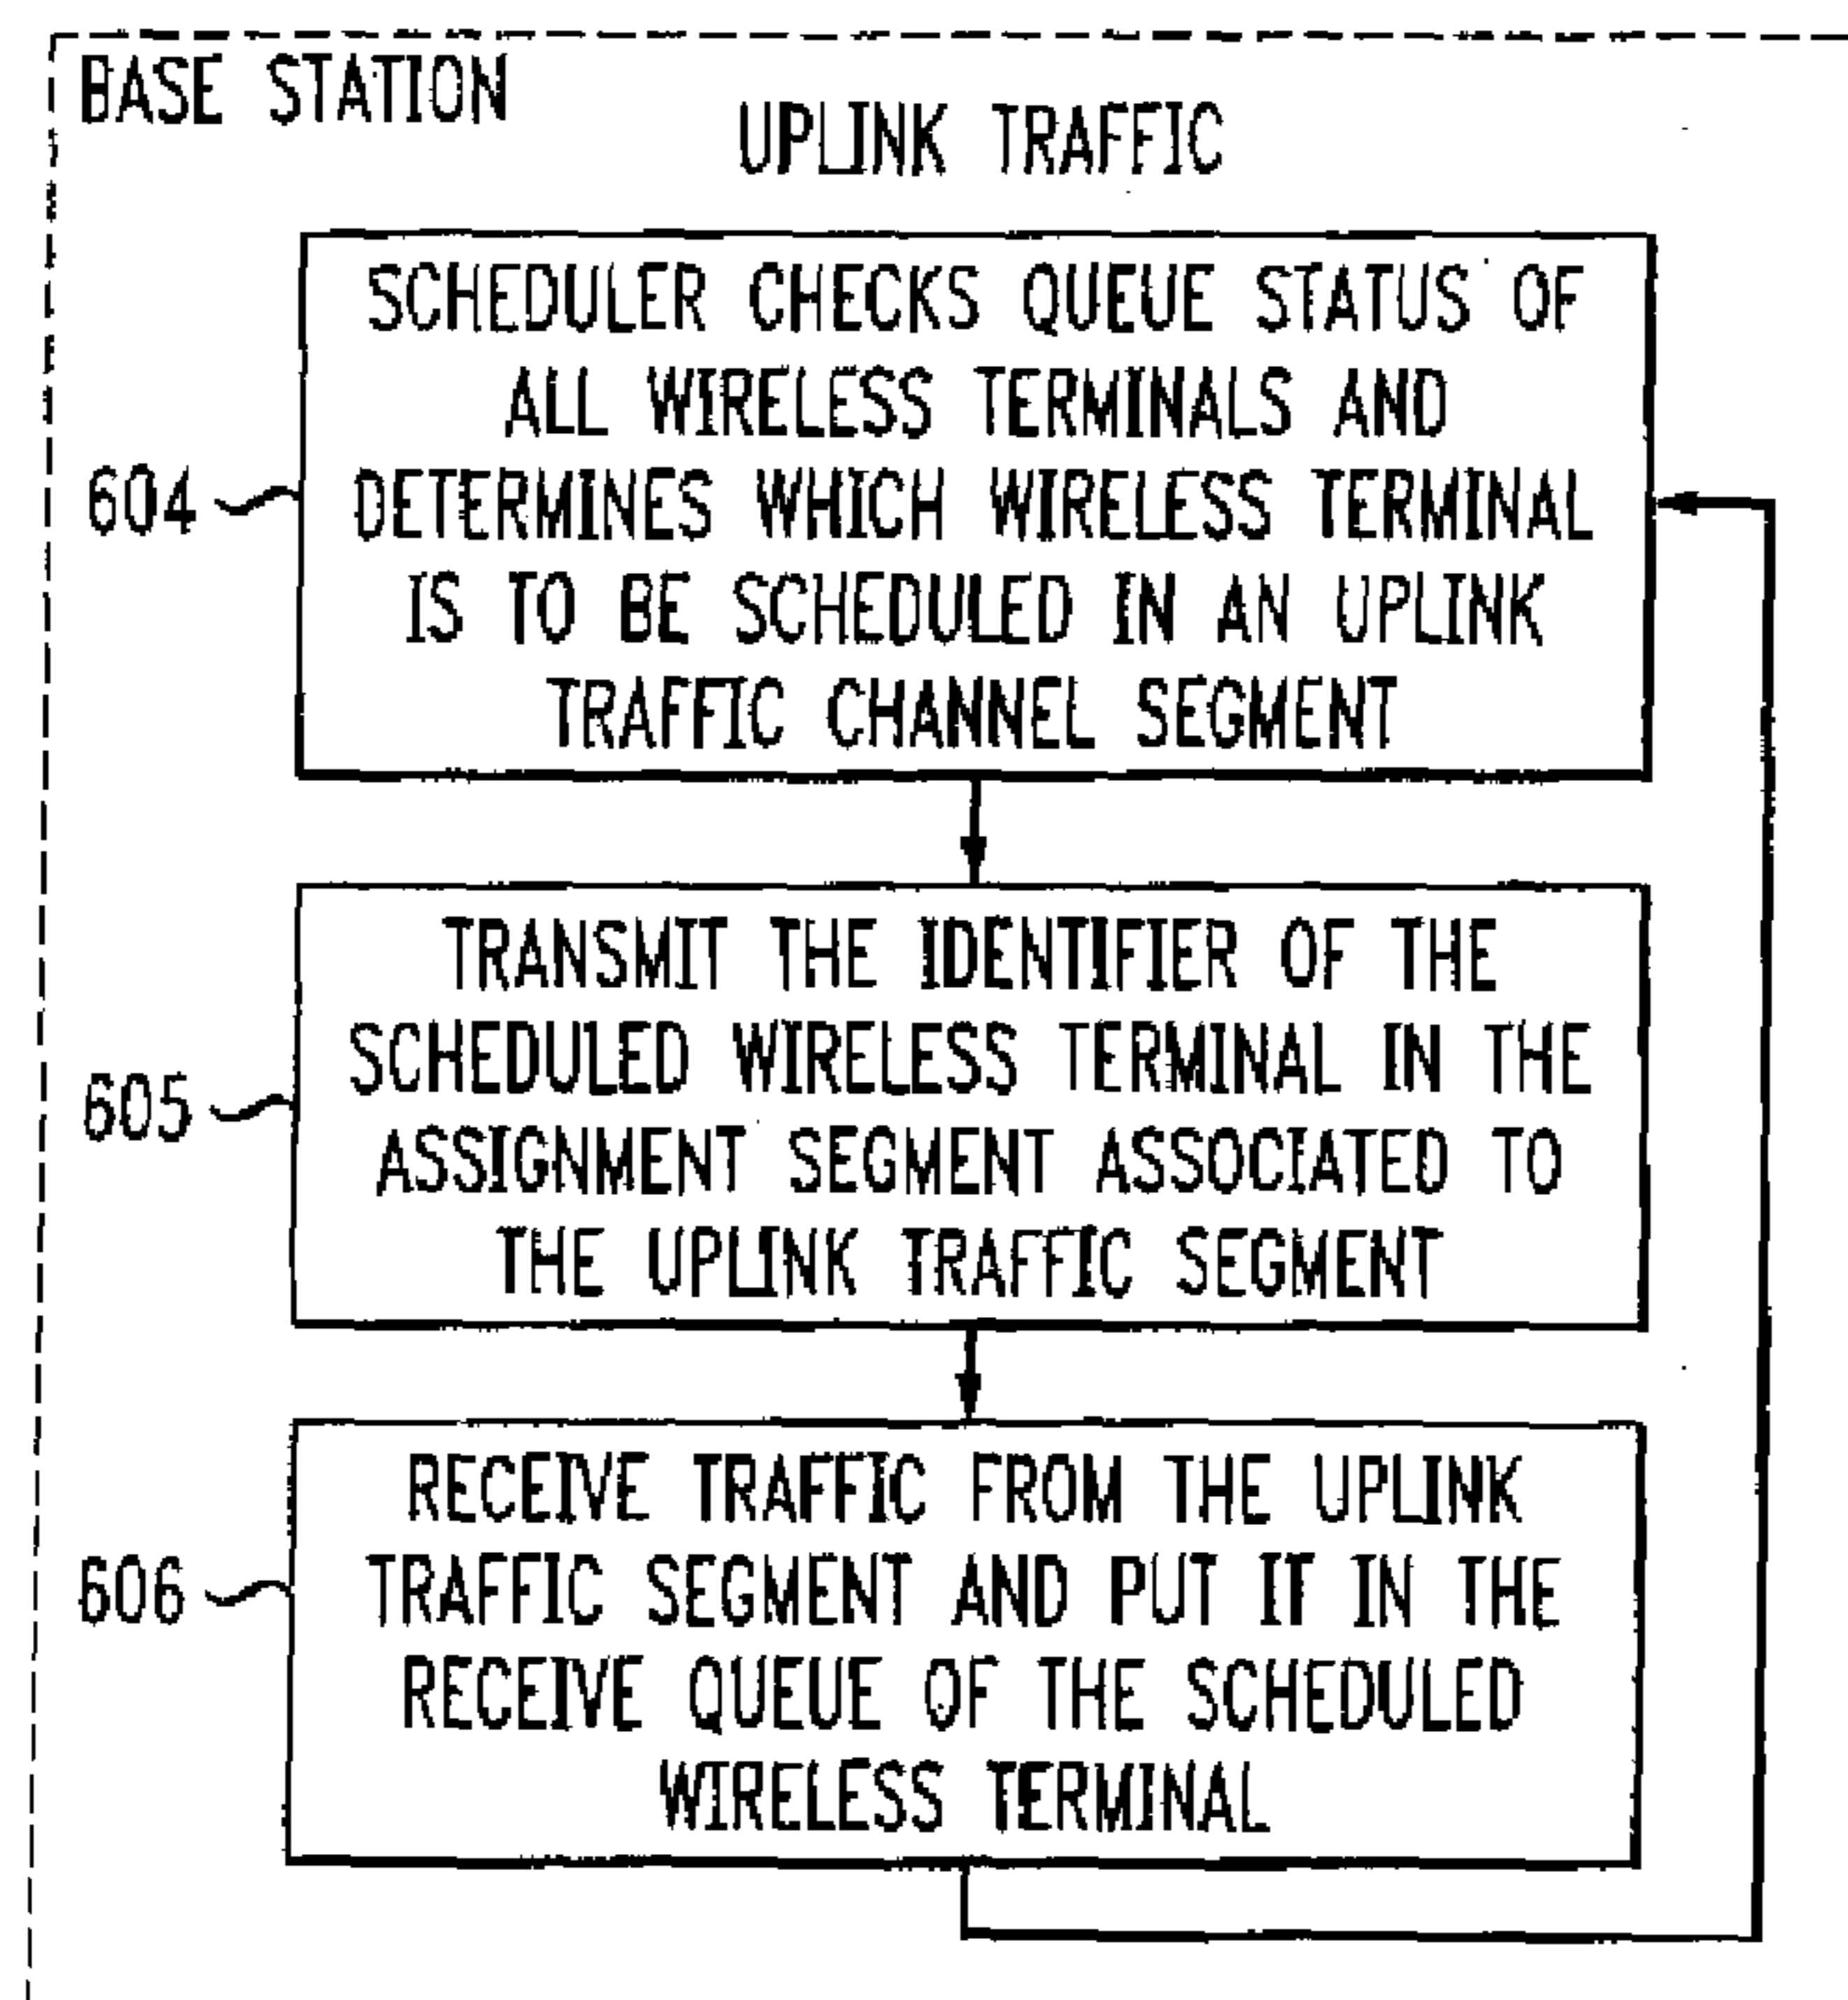 BASE STATION
UPLINK TRAFFIC
SCHEDULER CHECKS QUEUE STATUS OF
ALL WIRELESS TERMINALS AND
604
DETERMINES WHICH WIRELESS TERMINAL
IS TO BE SCHEDULED IN AN UPLINK
TRAFFIC CHANNEL SEGMENT
TRANSMIT THE IDENTIFIER OF THE
SCHEDULED WIRELESS TERMINAL IN THE
605
ASSIGNMENT SEGMENT ASSOCIATED TO
THE UPLINK TRAFFIC SEGMENT
RECEIVE TRAFFIC FROM THE UPLINK
606
TRAFFIC SEGMENT AND PUT IT IN THE
RECEIVE QUEUE OF THE SCHEDULED
WIRELESS TERMINAL